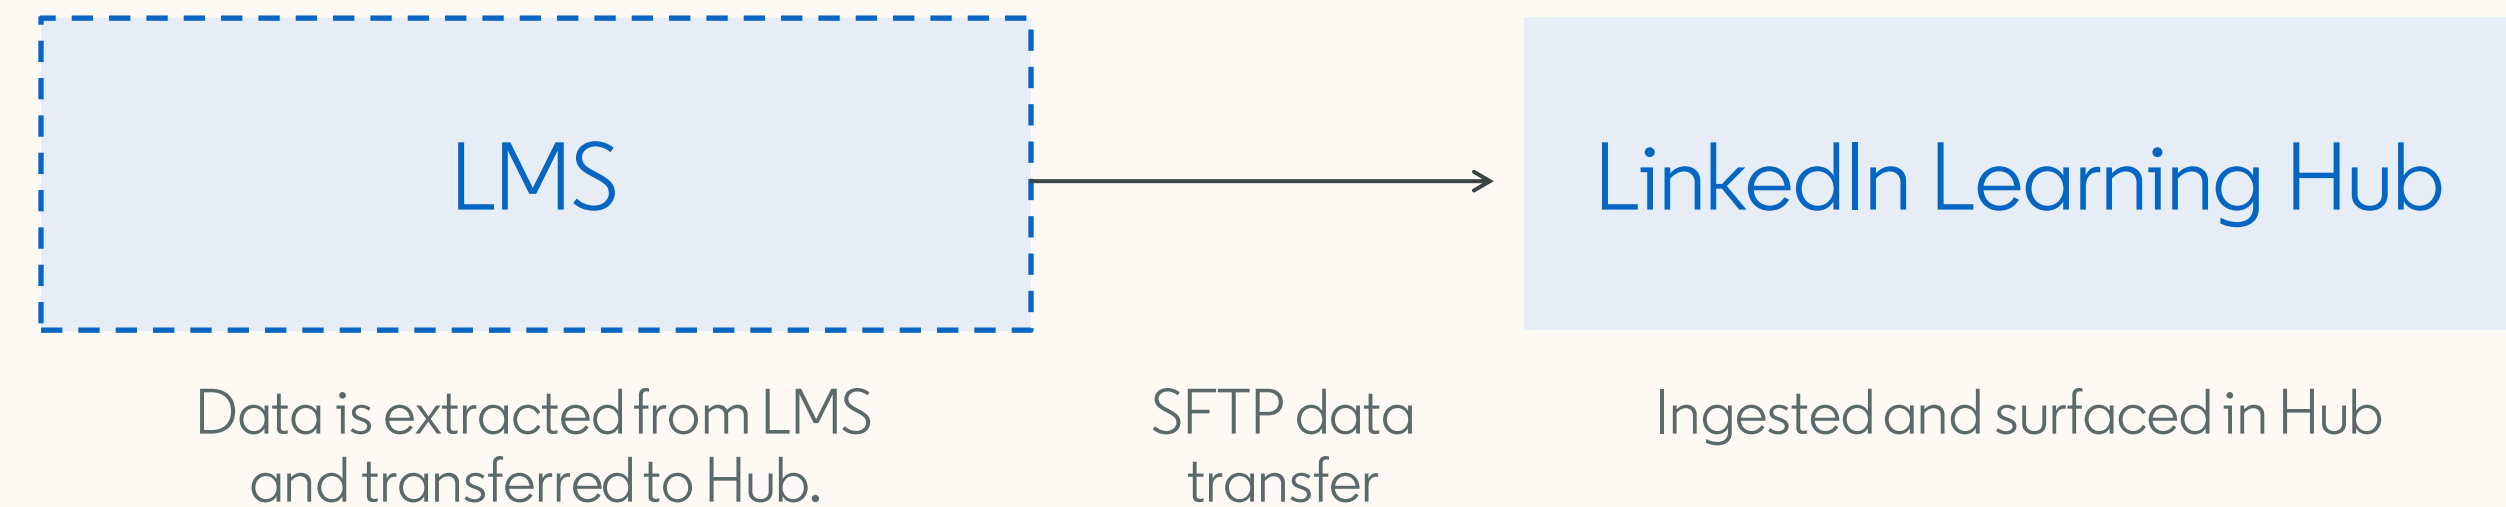 LMS
LinkedIn Learning Hub
Data is extracted from LMS
and transferred to Hub.
SFTP data
transfer
Ingested and surfaced in Hub